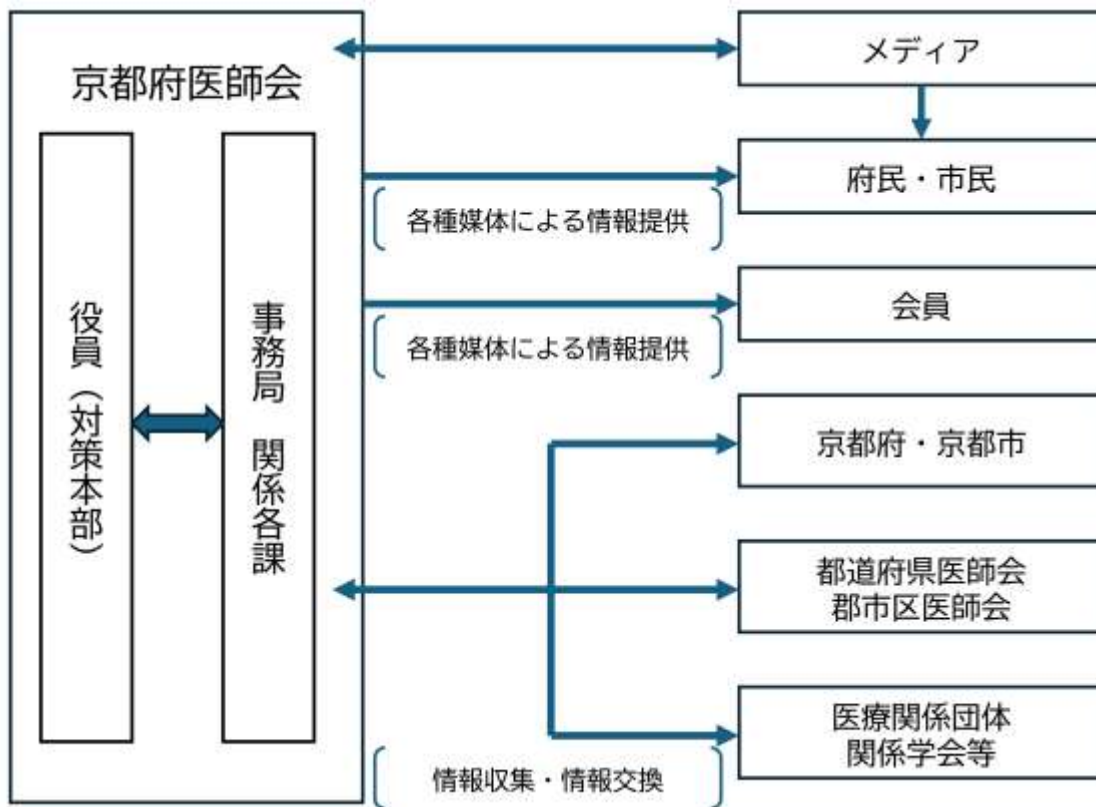 京都府医師会
役員（対策本部）
事務局　関係各課
メディア
府民・市民
各種媒体による情報提供
会員
各種媒体による情報提供
京都府・京都市
都道府県医師会
郡市区医師会
医療関係団体
関係学会等
情報収集・情報交換